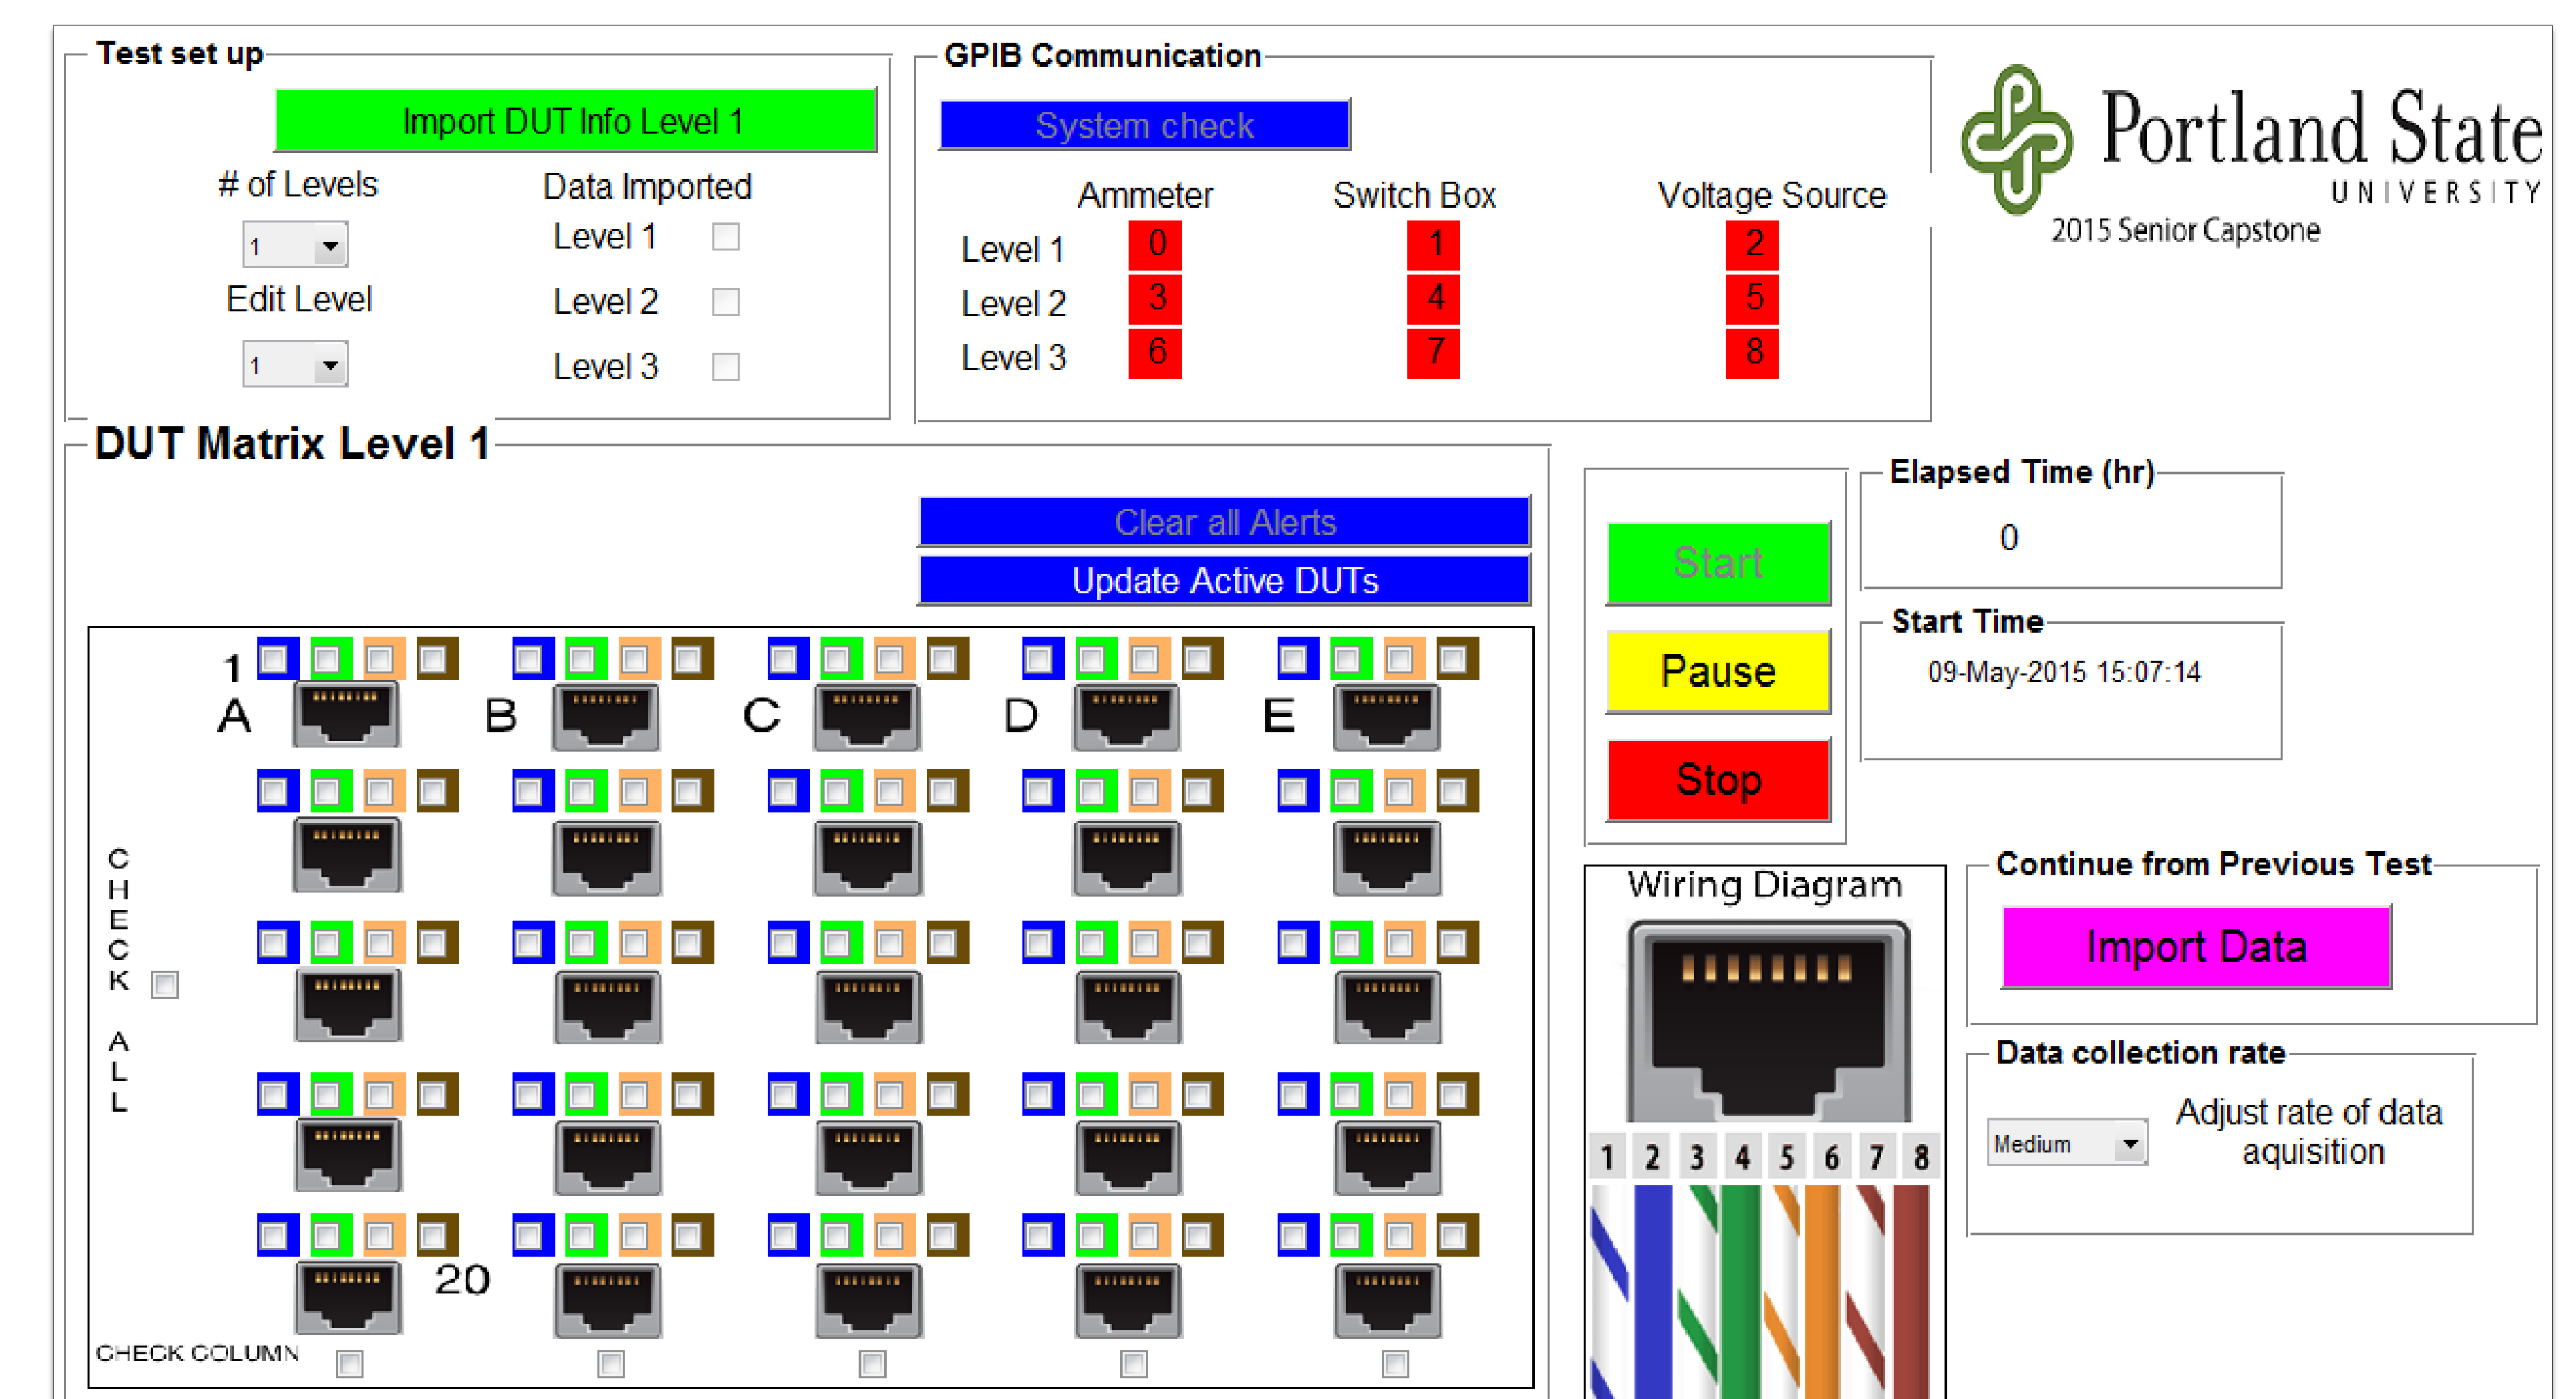 Test set up
Import DUT Info Level 1
# of Levels
Data Imported
1
Level 1
Edit Level
Level 2
1
Level 3
GPIB Communication
System check
Ammeter
Switch Box
Voltage Source
Level 1
0
1
2
Level 2
3
4
5
Level 3
6
7
8
Portland State
UNIVERSITY
2015 Senior Capstone
DUT Matrix Level 1
Clear all Alerts
Update Active DUTs
1
A
B
C
D
E
CHECK ALL
20
CHECK COLUMN
Start
Pause
Stop
Elapsed Time (hr)
0
Start Time
09-May-2015 15:07:14
Wiring Diagram
1 2 3 4 5 6 7 8
Continue from Previous Test
Import Data
Data collection rate
Medium
Adjust rate of data
aquisition